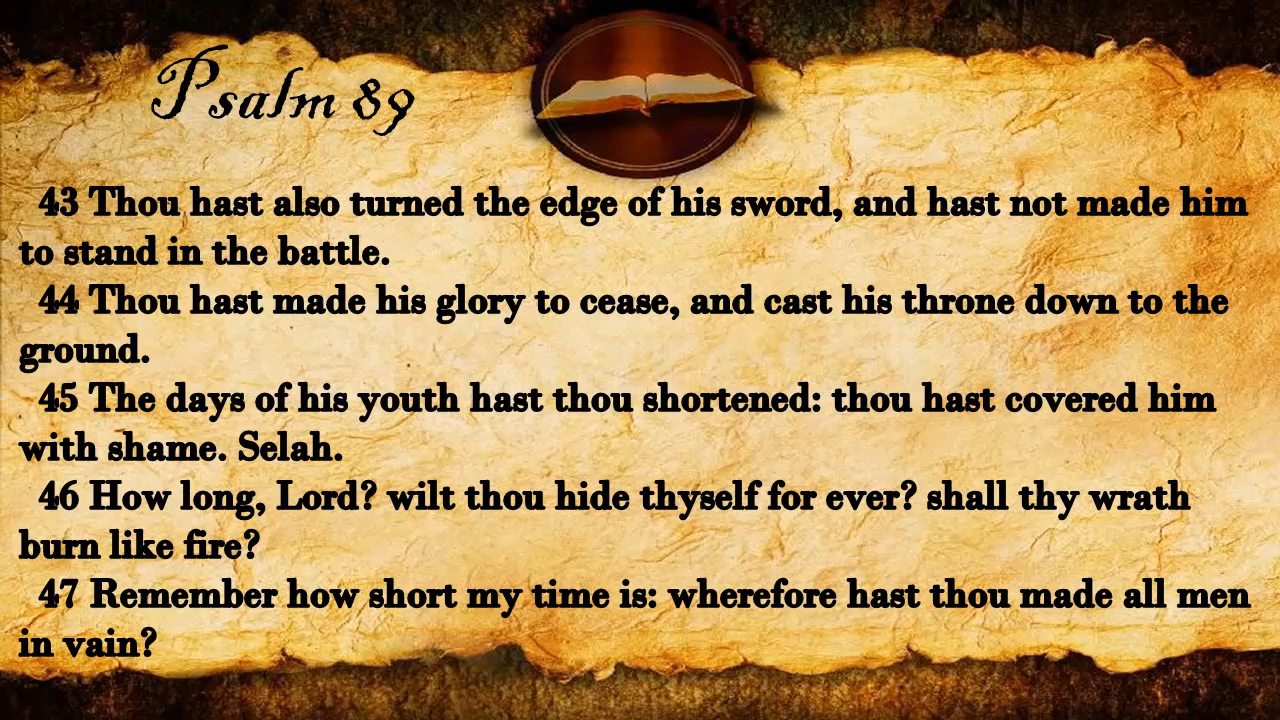 Psalm 89
43 Thou hast also turned the edge of his sword, and hast not made him
to stand in the battle.
44 Thou hast made his glory to cease, and cast his throne down to the
ground.
45 The days of his youth hast thou shortened: thou hast covered him
with shame. Selah.
46 How long, Lord? wilt thou hide thyself for ever? shall thy wrath
burn like fire?
47 Remember how short my time is: wherefore hast thou made all men
in vain?